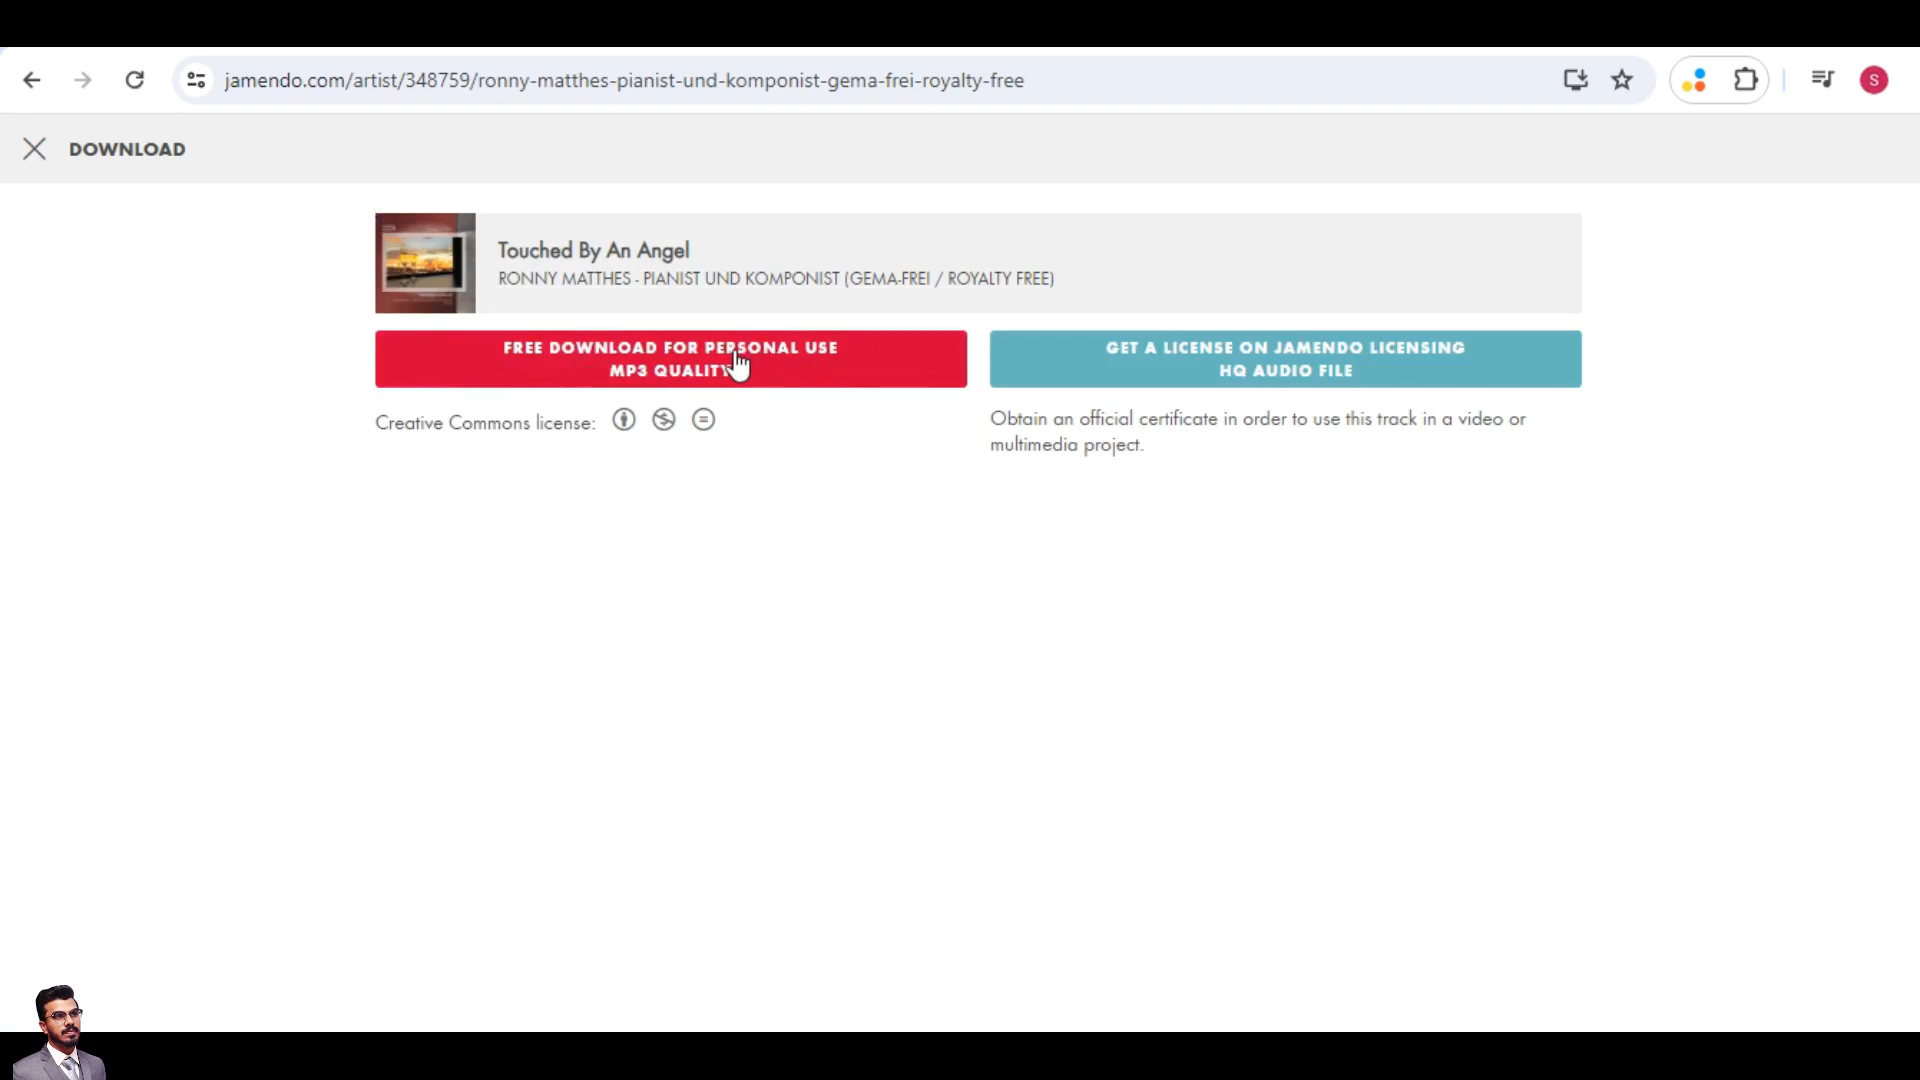 jamendo.com/artist/348759/ronny-matthes-pianist-und-komponist-gema-frei-royalty-free
S
DOWNLOAD
Touched By An Angel
RONNY MATTHES - PIANIST UND KOMPONIST (GEMA-FREI / ROYALTY FREE)
FREE DOWNLOAD FOR PERSONAL USE
MP3 QUALITY
GET A LICENSE ON JAMENDO LICENSING
HQ AUDIO FILE
Creative Commons license:
Obtain an official certificate in order to use this track in a video or
multimedia project.